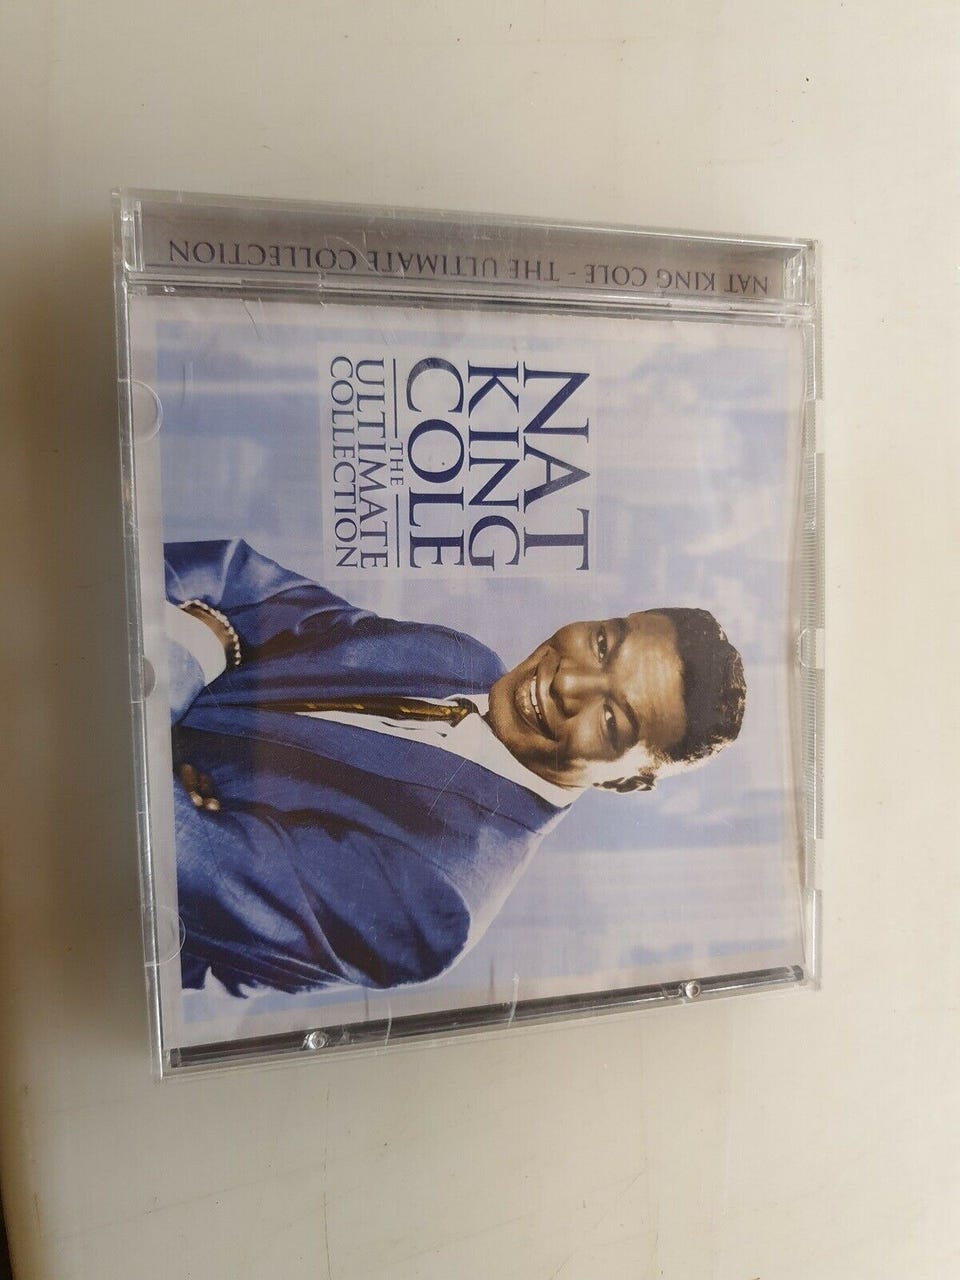 NAT KING COLE - THE ULTIMATE COLLECTION
NAT
KING
COLE
THE
ULTIMATE
COLLECTION